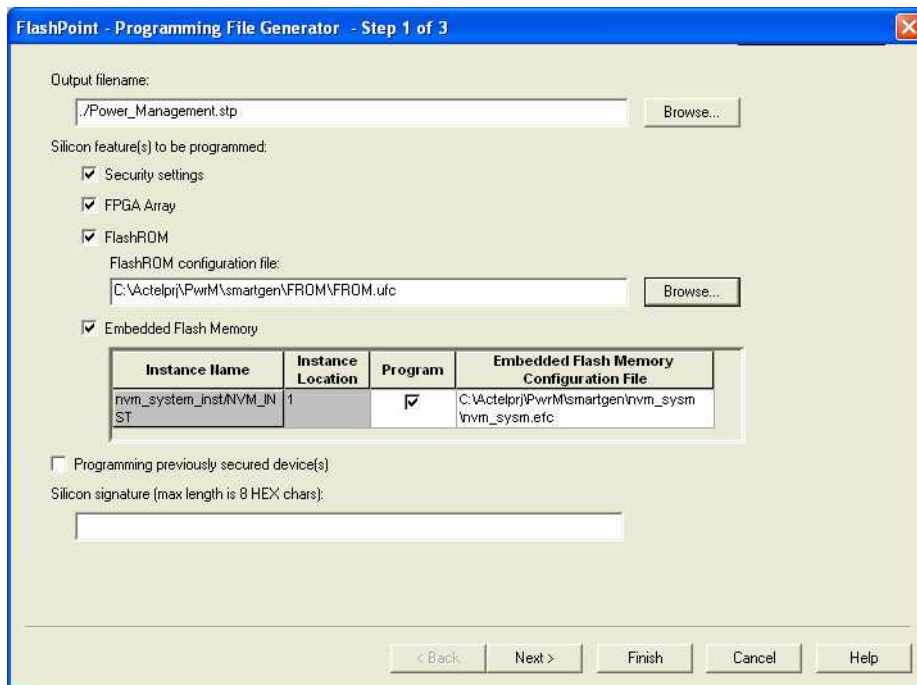 FlashPoint - Programming File Generator - Step 1 of 3
Output filename:
./Power_Management.stp
Browse...
Silicon feature(s) to be programmed:
Security settings
FPGA Array
FlashROM
FlashROM configuration file:
C:\Actelprj\PwrM\smartgen\FROM\FROM.ufc
Browse...
Embedded Flash Memory
Instance Name
Instance Location
Program
Embedded Flash Memory Configuration File
nvm_system_inst/NVM_IN
ST
1
C:\Actelprj\PwrM\smartgen\nvm_sysm
\nvm_sysm.efc
Programming previously secured device(s)
Silicon signature (max length is 8 HEX chars):
< Back
Next >
Finish
Cancel
Help